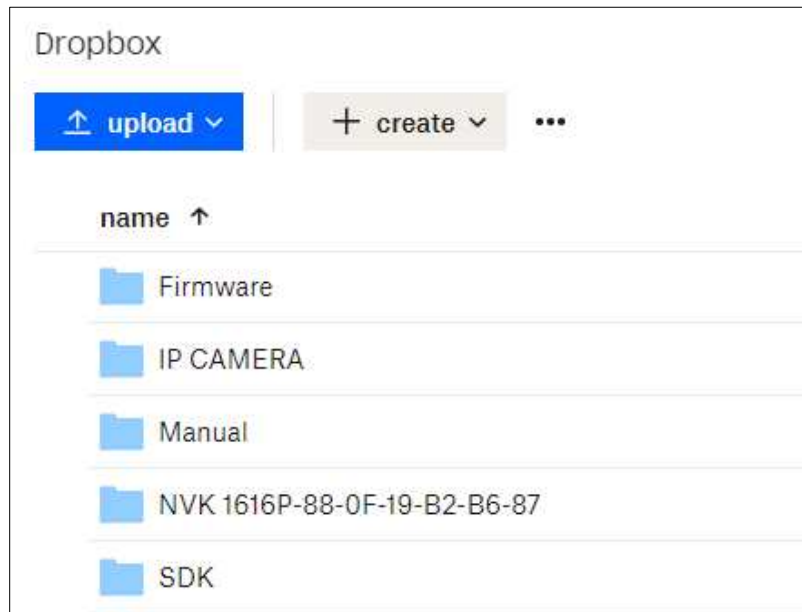 Dropbox
upload
create
name
Firmware
IP CAMERA
Manual
NVK 1616P-88-0F-19-B2-B6-87
SDK